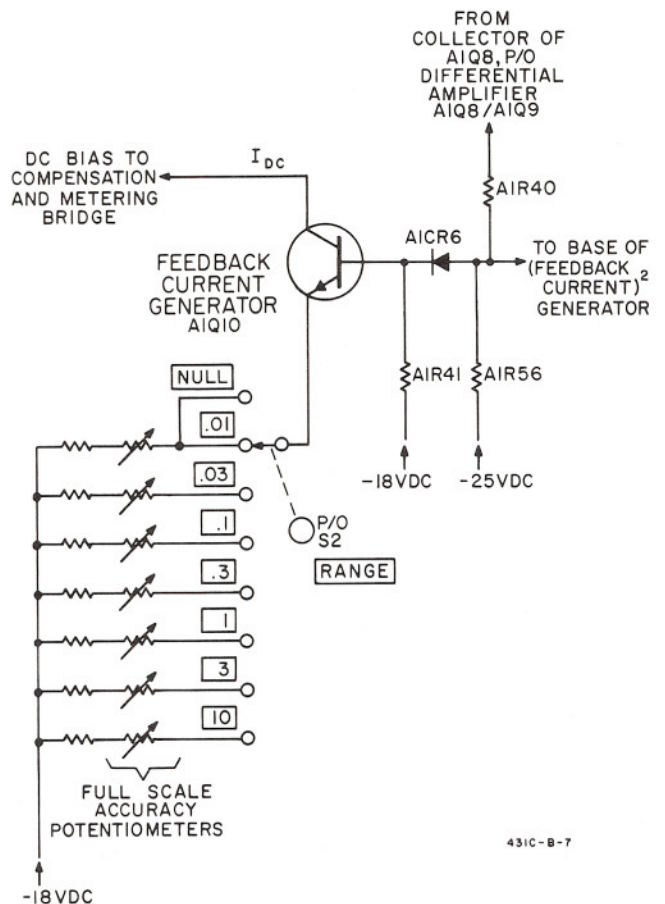 FROM
COLLECTOR OF
A1Q8, P/O
DIFFERENTIAL
AMPLIFIER
A1Q8/A1Q9
I DC
DC BIAS TO
COMPENSATION
AND METERING
BRIDGE
A1R40
A1CR6
FEEDBACK
CURRENT
GENERATOR
A1Q10
TO BASE OF
(FEEDBACK
CURRENT)²
GENERATOR
A1R41
A1R56
NULL
.01
-18VDC
-25VDC
.03
P/O
S2
.1
RANGE
.3
1
3
10
FULL SCALE
ACCURACY
POTENTIOMETERS
431C-B-7
-18VDC